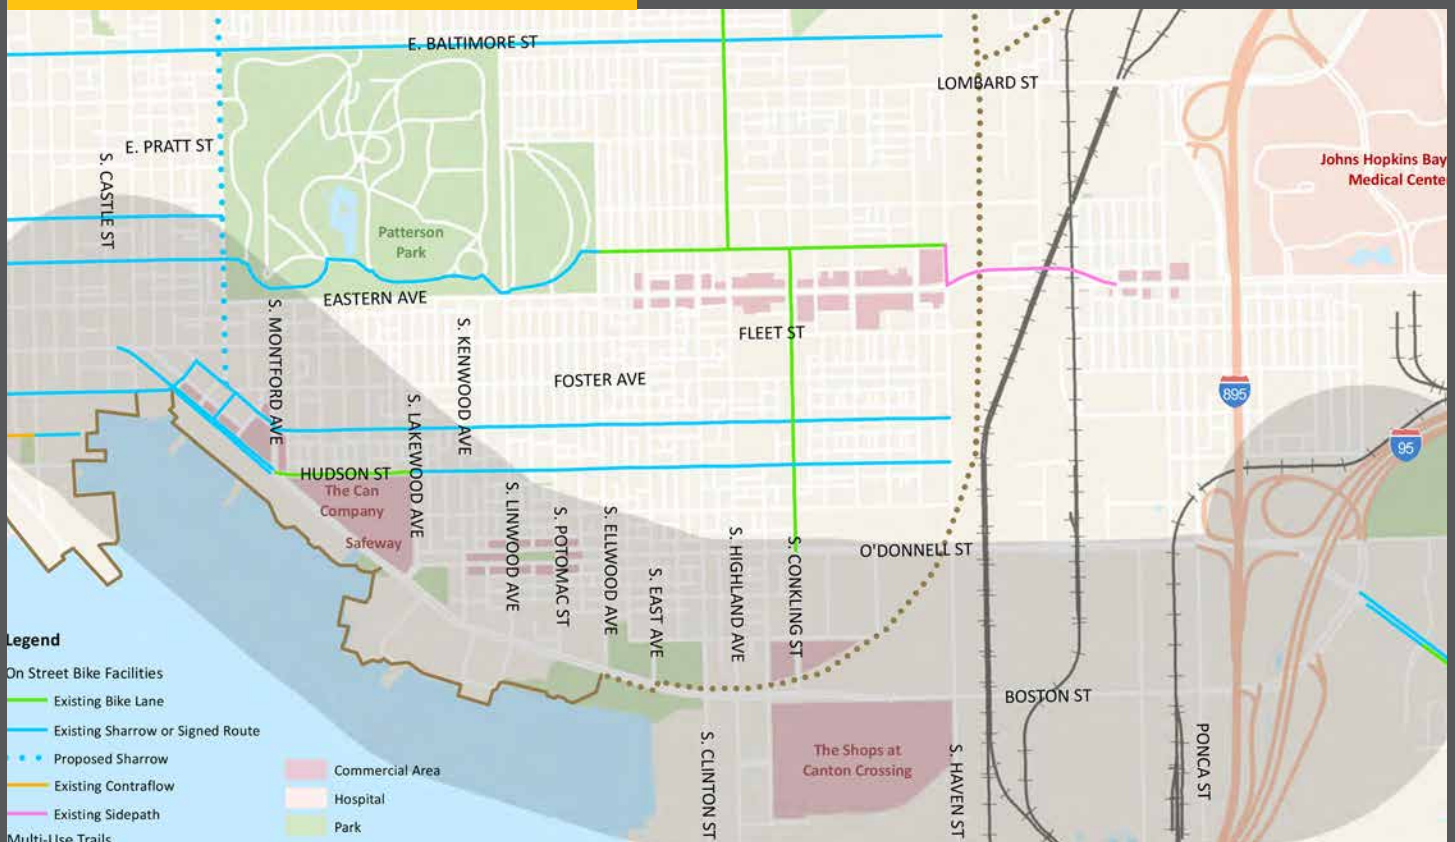 E. BALTIMORE ST
LOMBARD ST
E. PRATT ST
S. CASTLE ST
Johns Hopkins Bay
Medical Cente
Patterson
Park
EASTERN AVE
S. MONTFORD AVE
S. KENWOOD AVE
FLEET ST
FOSTER AVE
895
95
S. LAKEWOOD AVE
HUDSON ST
The Can
Company
Safeway
S. LINWOOD AVE
S. POTOMAC ST
S. ELLWOOD AVE
S. EAST AVE
S. HIGHLAND AVE
S. CONKLING ST
O'DONNELL ST
BOSTON ST
The Shops at
Canton Crossing
S. CLINTON ST
S. HAVEN ST
PONCA ST
Legend
On Street Bike Facilities
Existing Bike Lane
Existing Sharrow or Signed Route
Proposed Sharrow
Existing Contraflow
Existing Sidepath
Multi-Use Trails
Commercial Area
Hospital
Park